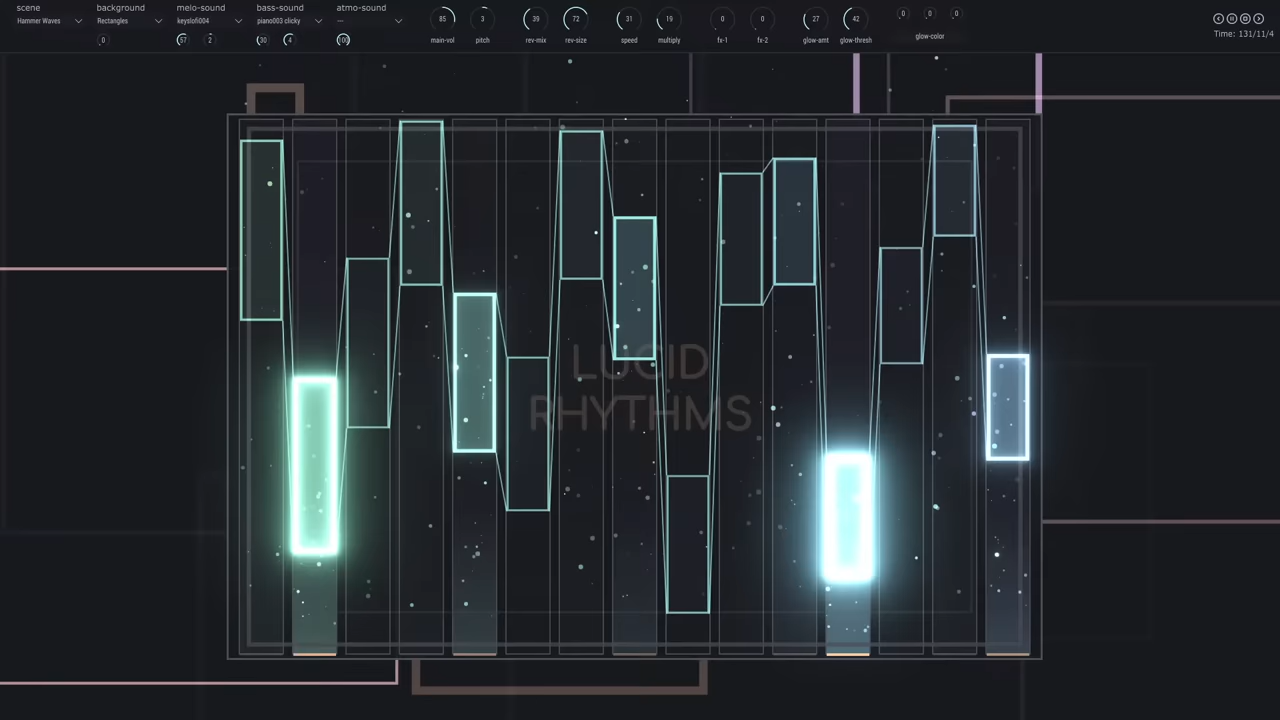 scene
background
melo-sound
bass-sound
atmo-sound
Hammer Waves
Rectangles
keyslofi004
piano003 clicky
---
0
57
2
30
4
100
85
3
39
72
31
19
0
0
27
42
0
0
0
main-vol
pitch
rev-mix
rev-size
speed
multiply
fx-1
fx-2
glow-amt
glow-thresh
glow-color
Time: 131/11/4
LUCID
RHYTHMS